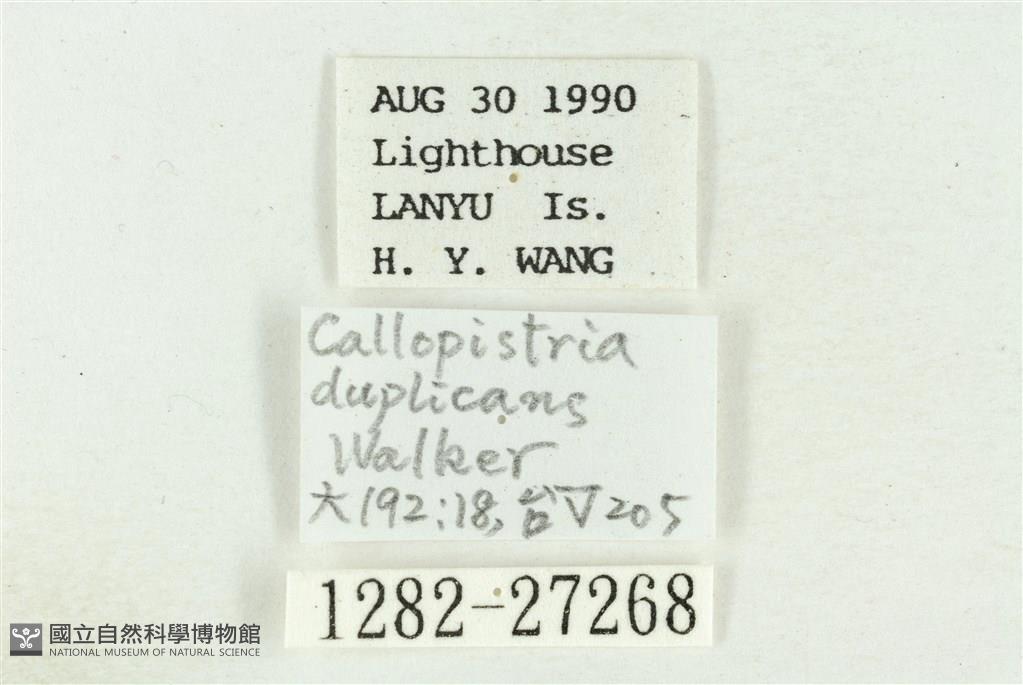 AUG 30 1990
Lighthouse
LANYU Is.
H. Y. WANG
Callopistria
duplicans
Walker
大192:18, 台V205
1282-27268
國立自然科學博物館
NATIONAL MUSEUM OF NATURAL SCIENCE